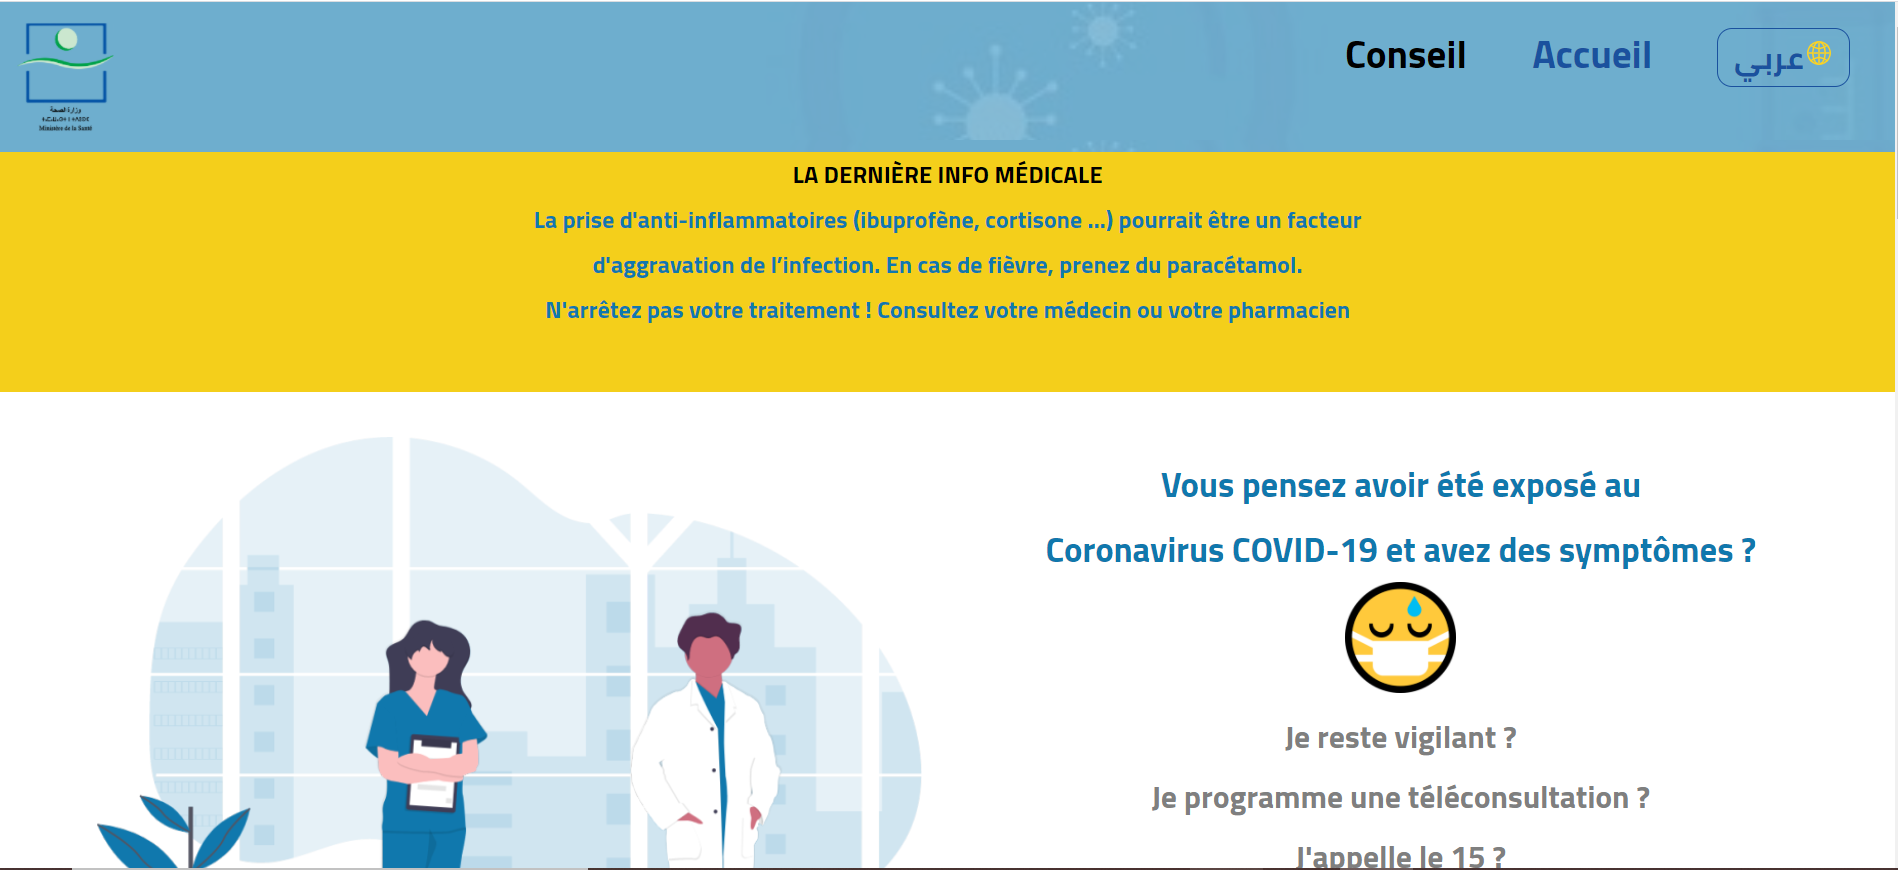 وزارة الصحة
Ministère de la Santé
Conseil
Accueil
عربي
LA DERNIÈRE INFO MÉDICALE
La prise d'anti-inflammatoires (ibuprofène, cortisone ...) pourrait être un facteur
d'aggravation de l’infection. En cas de fièvre, prenez du paracétamol.
N'arrêtez pas votre traitement ! Consultez votre médecin ou votre pharmacien
Vous pensez avoir été exposé au
Coronavirus COVID-19 et avez des symptômes ?
Je reste vigilant ?
Je programme une téléconsultation ?
J'appelle le 15 ?